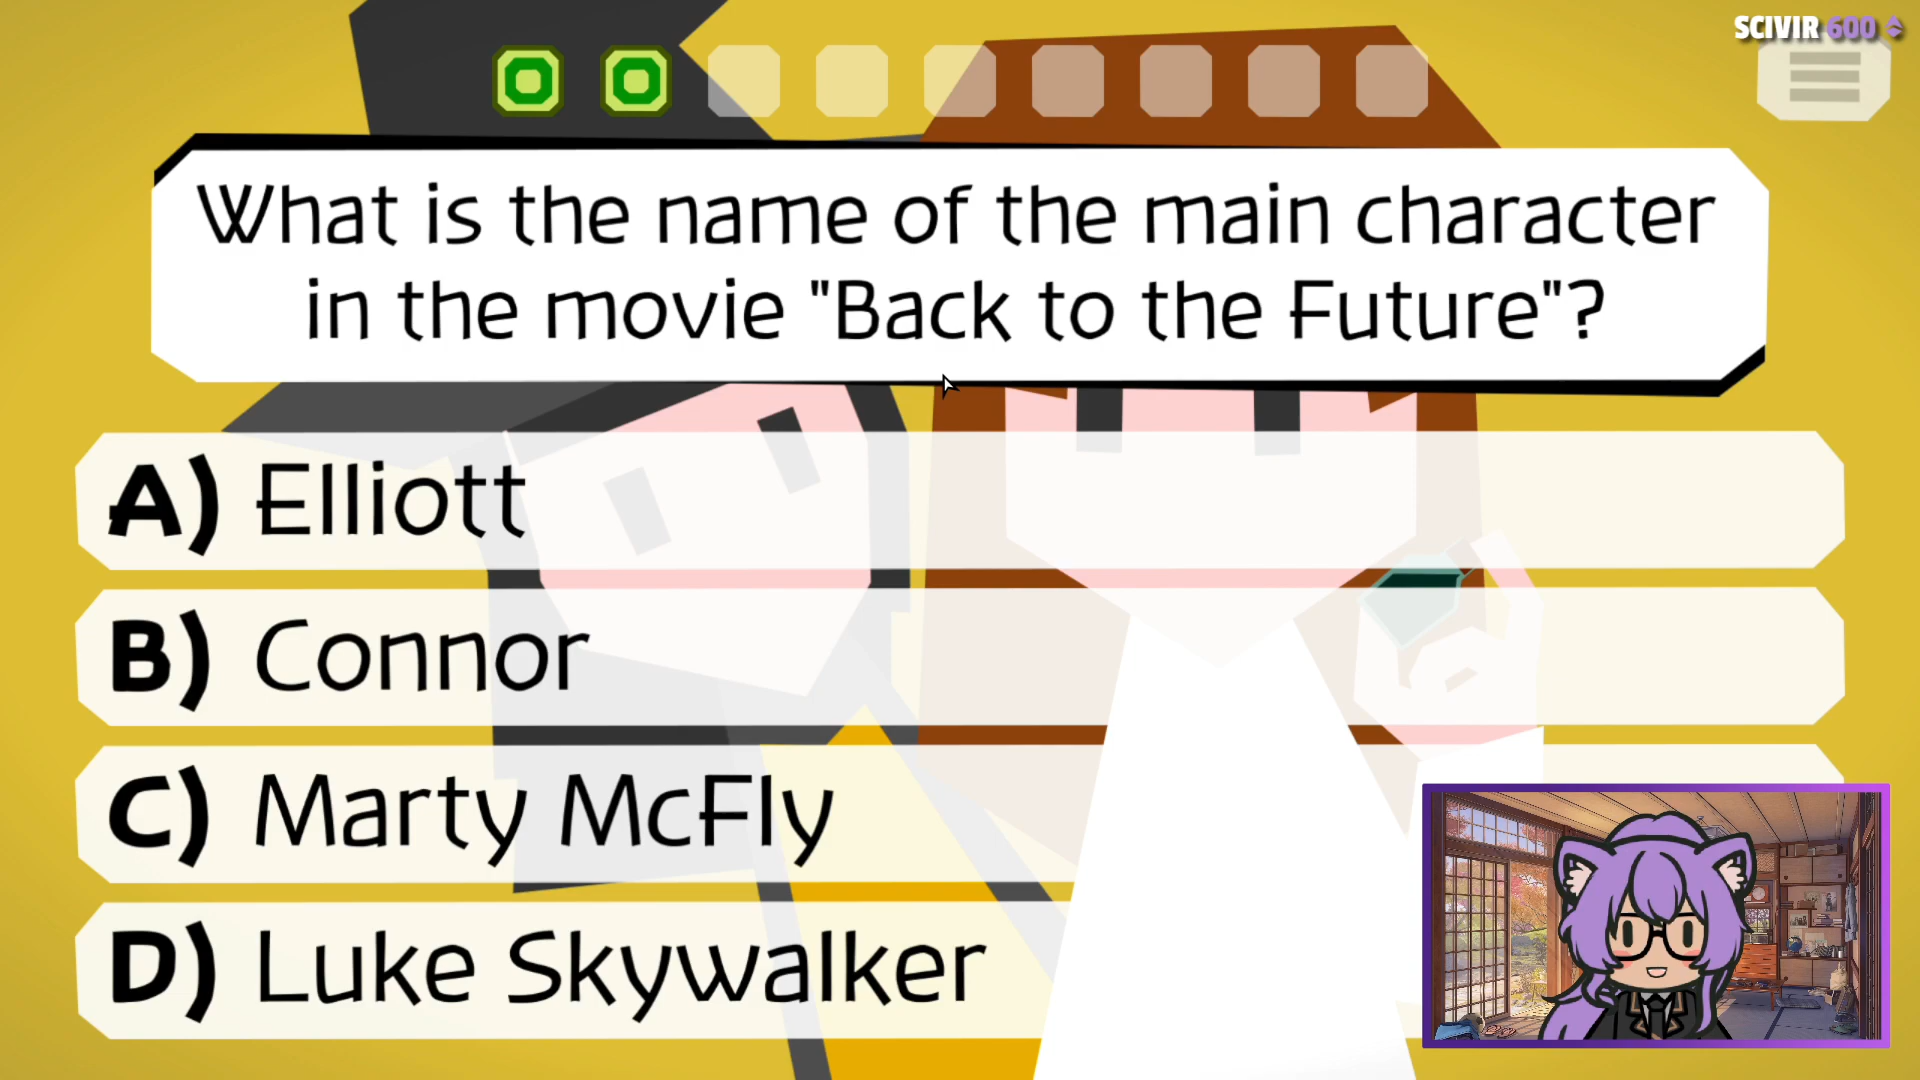 SCIVIR 600
What is the name of the main character
in the movie "Back to the Future"?
A) Elliott
B) Connor
C) Marty McFly
D) Luke Skywalker